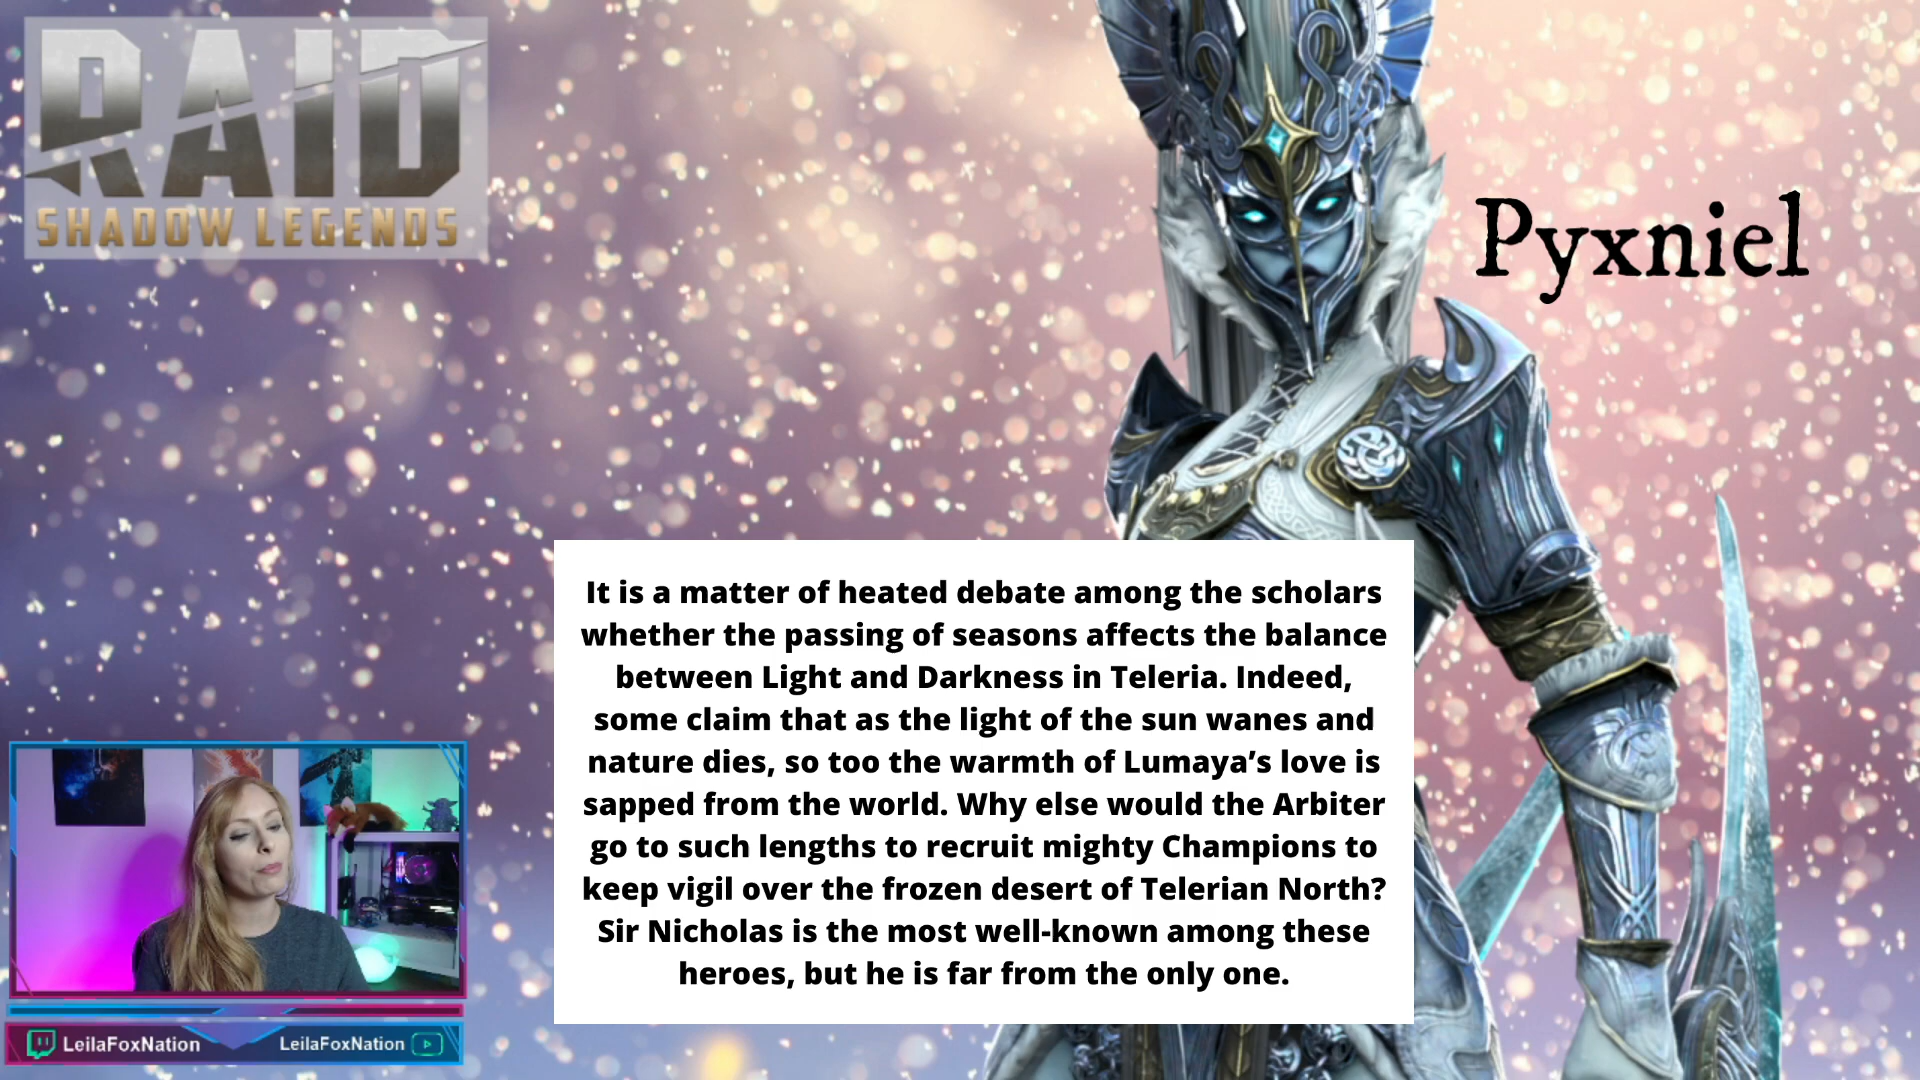 RAID
SHADOW LEGENDS
Pyxniel
It is a matter of heated debate among the scholars
whether the passing of seasons affects the balance
between Light and Darkness in Teleria. Indeed,
some claim that as the light of the sun wanes and
nature dies, so too the warmth of Lumaya’s love is
sapped from the world. Why else would the Arbiter
go to such lengths to recruit mighty Champions to
keep vigil over the frozen desert of Telerian North?
Sir Nicholas is the most well-known among these
heroes, but he is far from the only one.
LeilaFoxNation
LeilaFoxNation